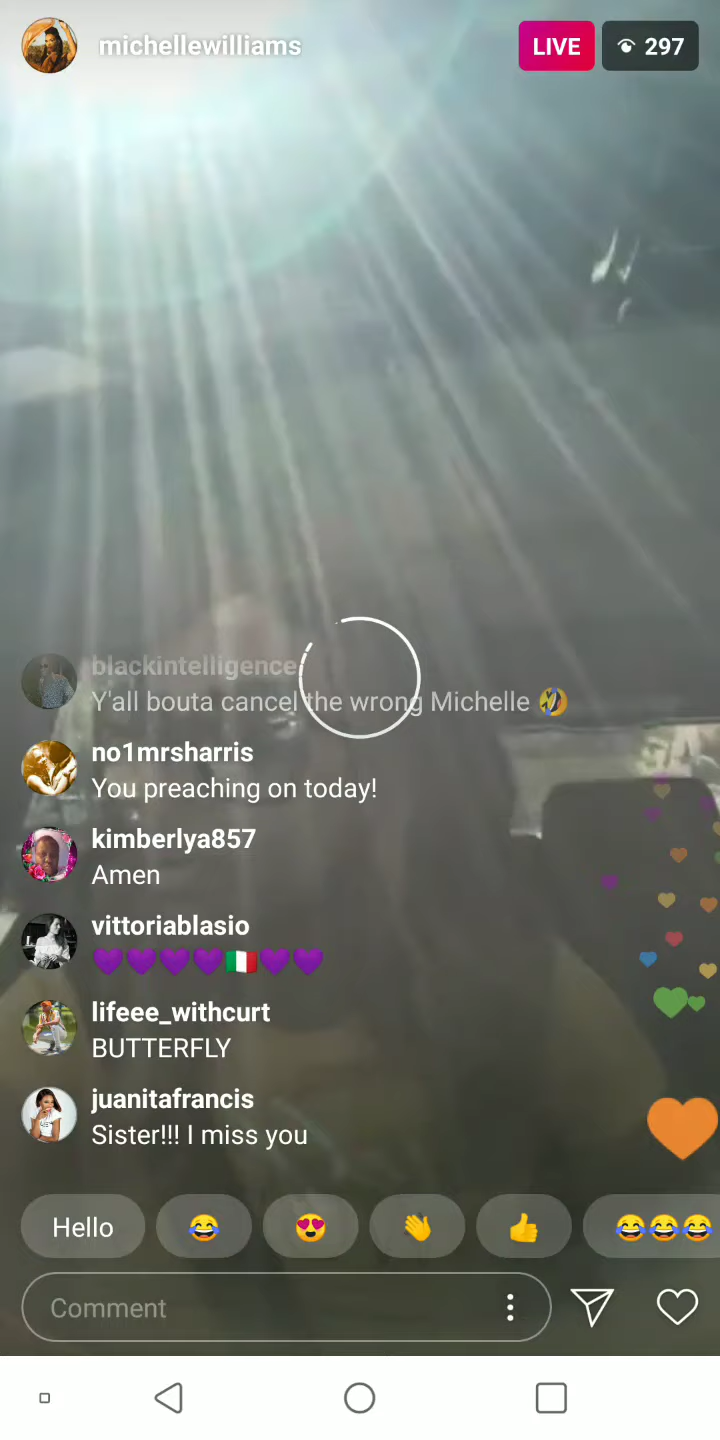 michellewilliams
LIVE
297
blackintelligence
Y'all bouta cancel the wrong Michelle 🤣
no1mrsharris
You preaching on today!
kimberlya857
Amen
vittoriablasio
💜💜💜💜🇮🇹💜💜
lifeee_withcurt
BUTTERFLY
juanitafrancis
Sister!!! I miss you
Hello 😂 😍 👋 👍 😂😂😂
Comment